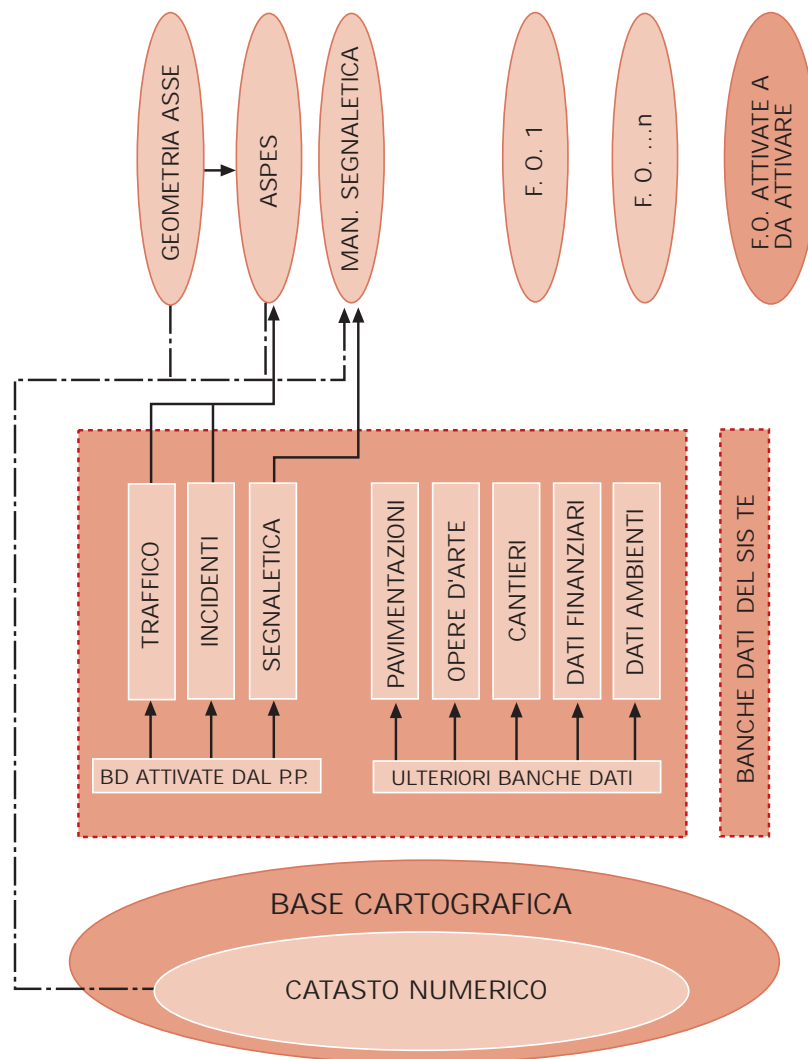 GEOMETRIA ASSE
ASPES
MAN. SEGNALETICA
F. O. 1
F. O. ...n
F.O. ATTIVATE A
DA ATTIVARE
TRAFFICO
INCIDENTI
SEGNALETICA
PAVIMENTAZIONI
OPERE D'ARTE
CANTIERI
DATI FINANZIARI
DATI AMBIENTI
BANCHE DATI DEL SIS TE
BD ATTIVATE DAL P.P.
ULTERIORI BANCHE DATI
BASE CARTOGRAFICA
CATASTO NUMERICO